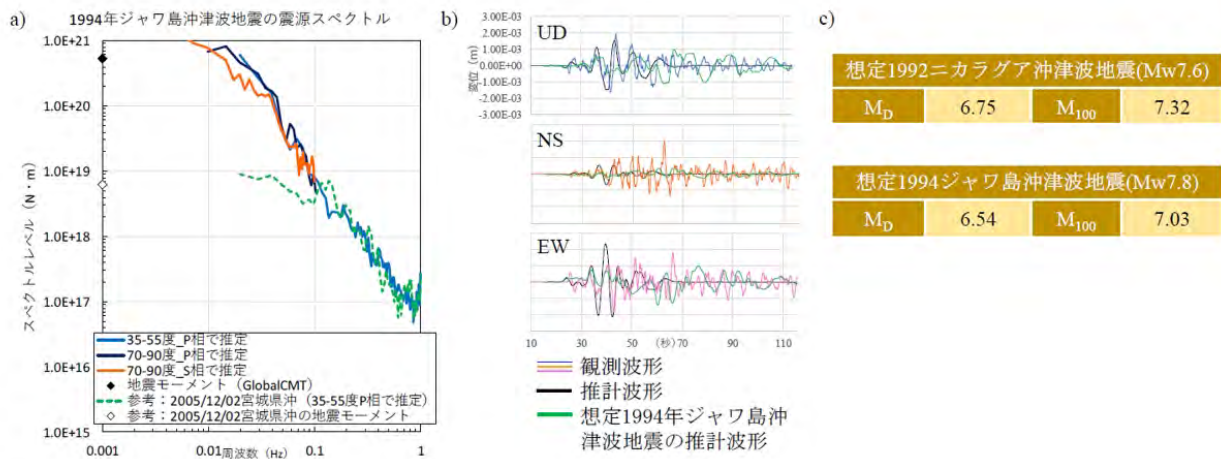 a)
1994年ジャワ島沖津波地震の震源スペクトル
スペクトルレベル (N・m)
1.0E+21
1.0E+20
1.0E+19
1.0E+18
1.0E+17
1.0E+16
1.0E+15
35-55度_P相で推定
70-90度_P相で推定
70-90度_S相で推定
地震モーメント (GlobalCMT)
参考：2005/12/02宮城県沖 (35-55度P相で推定)
参考：2005/12/02宮城県沖の地震モーメント
0.001
0.01
0.1
1
周波数 (Hz)
b)
UD
変位 (m)
3.00E-03
2.00E-03
1.00E-03
0.00E+00
-1.00E-03
-2.00E-03
-3.00E-03
NS
EW
10
30
50
(秒)
70
90
110
観測波形
推計波形
想定1994年ジャワ島沖
津波地震の推計波形
c)
想定1992ニカラグア沖津波地震(Mw7.6)
M_D 6.75 M_100 7.32
想定1994ジャワ島沖津波地震(Mw7.8)
M_D 6.54 M_100 7.03